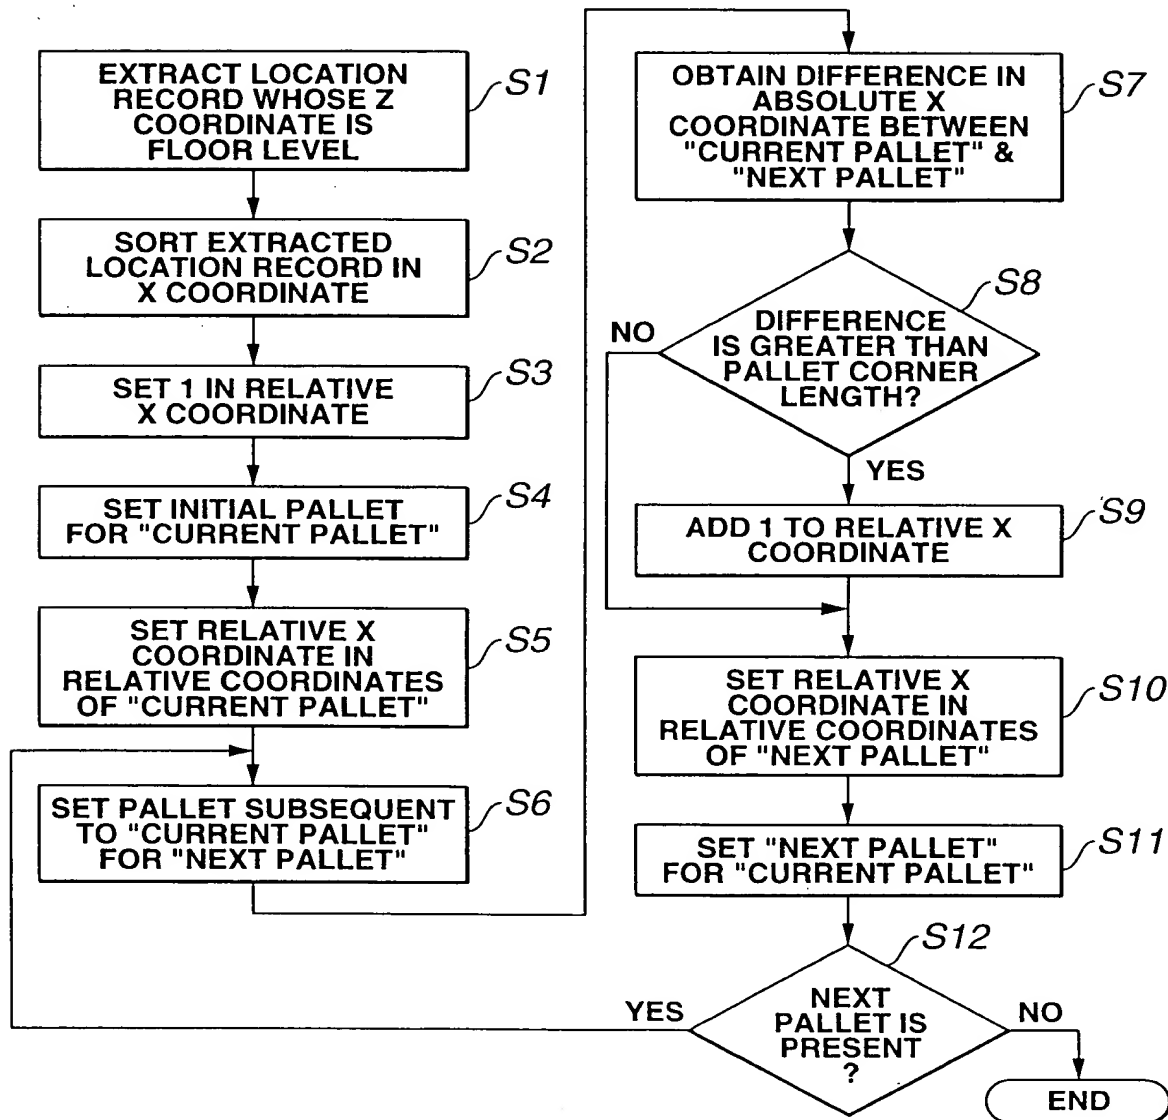 EXTRACT LOCATION
RECORD WHOSE Z
COORDINATE IS
FLOOR LEVEL
S1
SORT EXTRACTED
LOCATION RECORD IN
X COORDINATE
S2
SET 1 IN RELATIVE
X COORDINATE
S3
SET INITIAL PALLET
FOR "CURRENT PALLET"
S4
SET RELATIVE X
COORDINATE IN
RELATIVE COORDINATES
OF "CURRENT PALLET"
S5
SET PALLET SUBSEQUENT
TO "CURRENT PALLET"
FOR "NEXT PALLET"
S6
OBTAIN DIFFERENCE IN
ABSOLUTE X
COORDINATE BETWEEN
"CURRENT PALLET" &
"NEXT PALLET"
S7
DIFFERENCE
IS GREATER THAN
PALLET CORNER
LENGTH?
S8
NO
YES
ADD 1 TO RELATIVE X
COORDINATE
S9
SET RELATIVE X
COORDINATE IN
RELATIVE COORDINATES
OF "NEXT PALLET"
S10
SET "NEXT PALLET"
FOR "CURRENT PALLET"
S11
NEXT
PALLET IS
PRESENT
?
S12
YES
NO
END